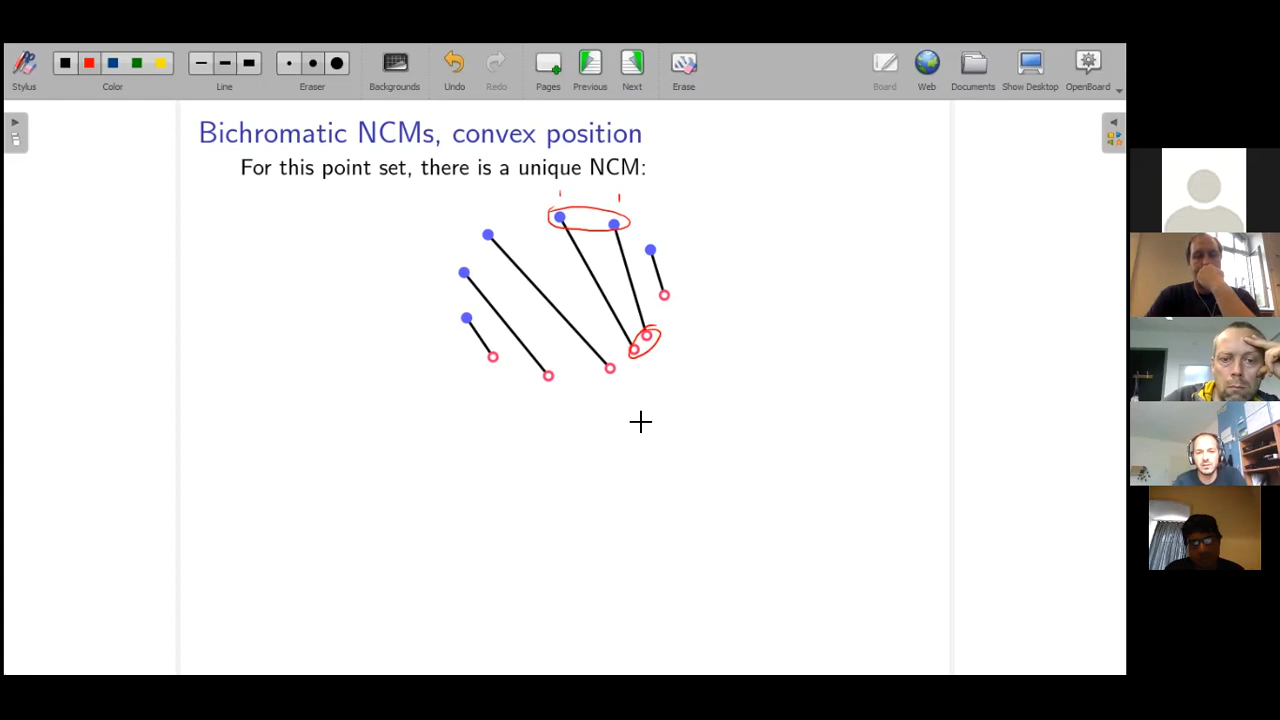 Stylus
Color
Line
Eraser
Backgrounds
Undo
Redo
Pages
Previous
Next
Erase
Board
Web
Documents
Show Desktop
OpenBoard
Bichromatic NCMs, convex position
For this point set, there is a unique NCM: